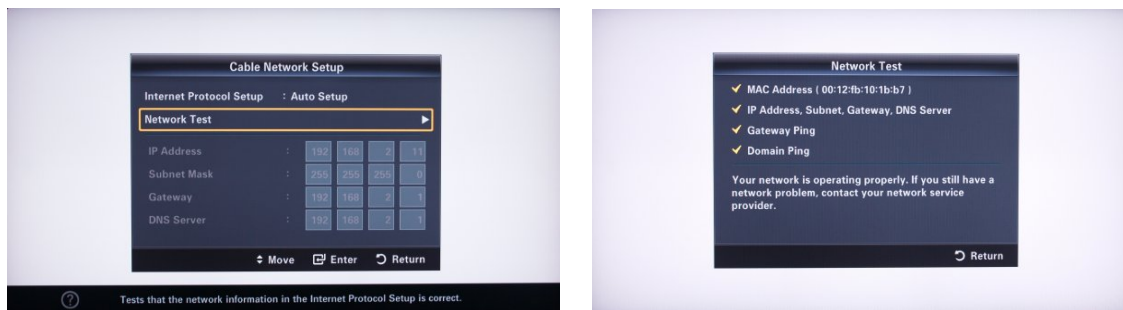 Cable Network Setup
Internet Protocol Setup : Auto Setup
Network Test
IP Address : 192 168 2 11
Subnet Mask : 255 255 255 0
Gateway : 192 168 2 1
DNS Server : 192 168 2 1
Move Enter Return
Tests that the network information in the Internet Protocol Setup is correct.
Network Test
MAC Address ( 00:12:fb:10:1b:b7 )
IP Address, Subnet, Gateway, DNS Server
Gateway Ping
Domain Ping
Your network is operating properly. If you still have a
network problem, contact your network service
provider.
Return